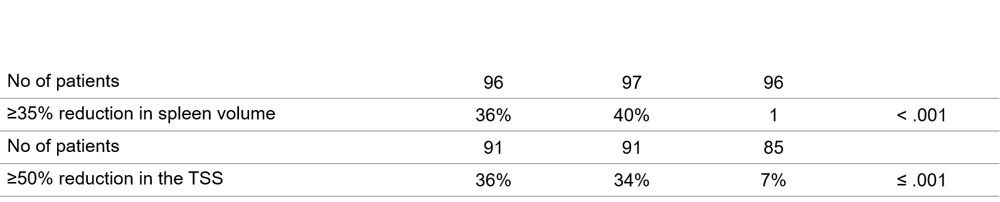 No of patients 96 97 96
≥35% reduction in spleen volume 36% 40% 1 < .001
No of patients 91 91 85
≥50% reduction in the TSS 36% 34% 7% ≤ .001